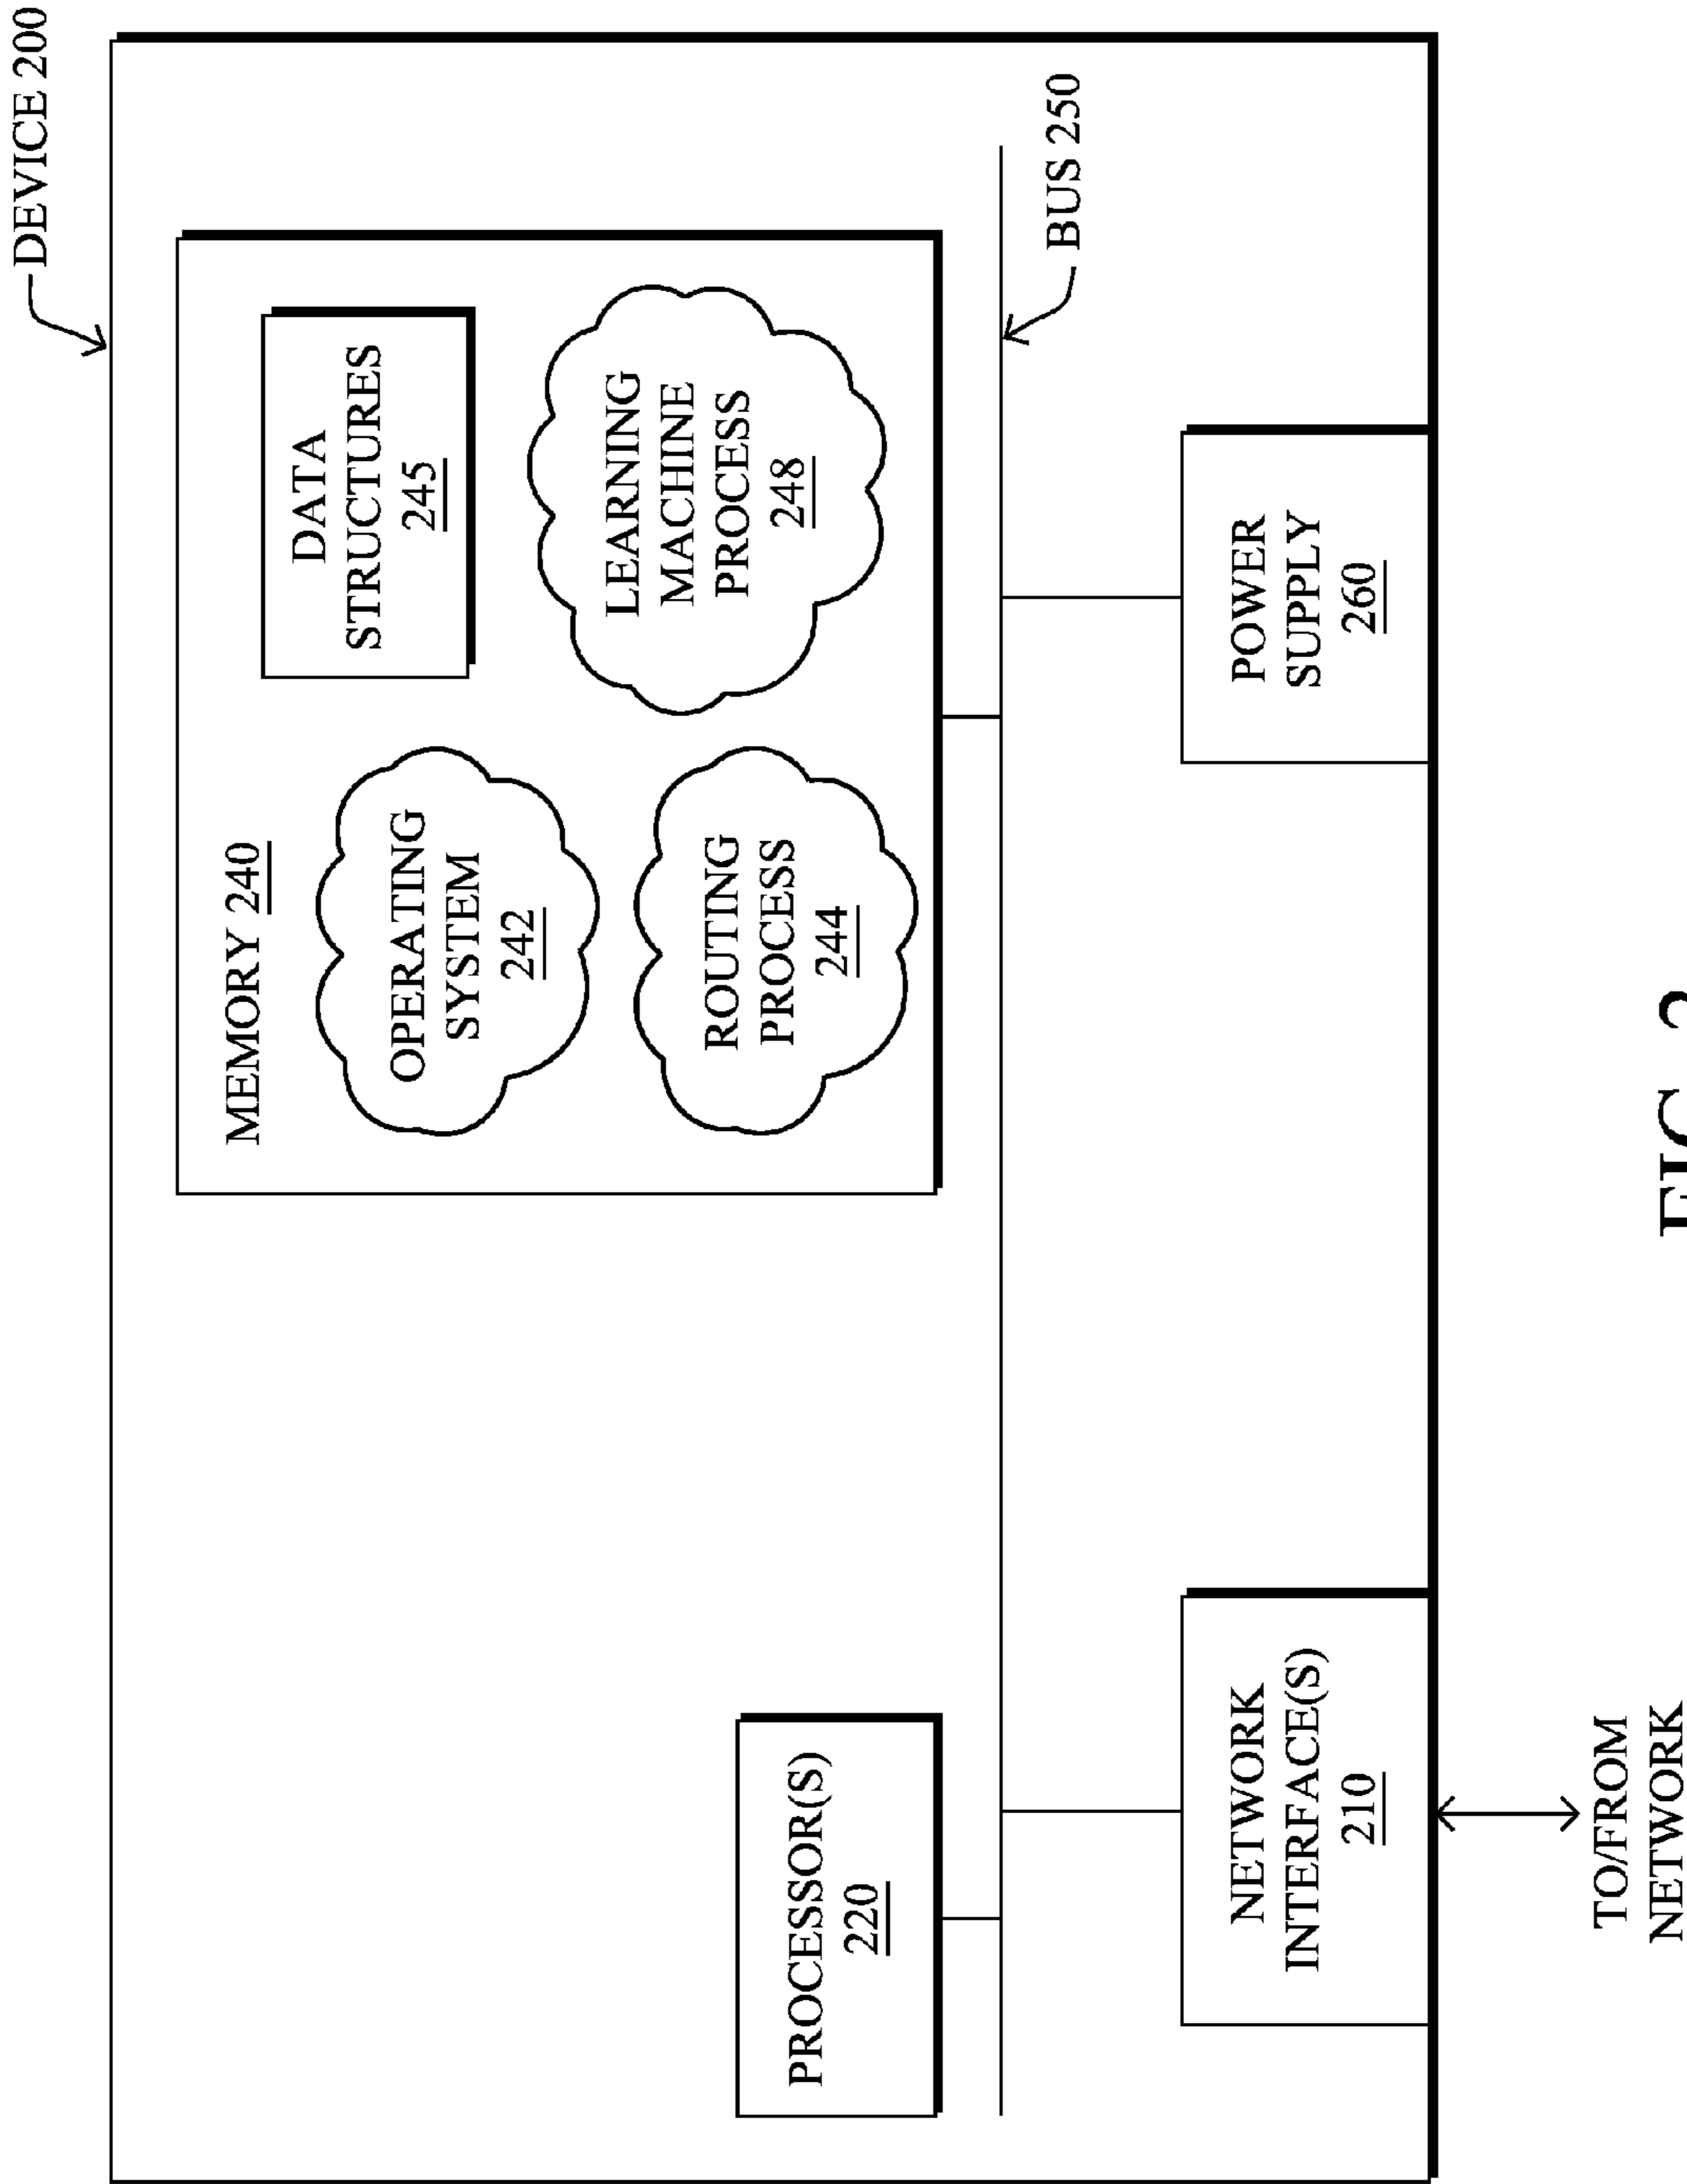 DEVICE 200
MEMORY 240
OPERATING
SYSTEM
242
DATA
STRUCTURES
245
ROUTING
PROCESS
244
LEARNING
MACHINE
PROCESS
248
PROCESSOR(S)
220
BUS 250
NETWORK
INTERFACE(S)
210
POWER
SUPPLY
260
TO/FROM
NETWORK
FIG